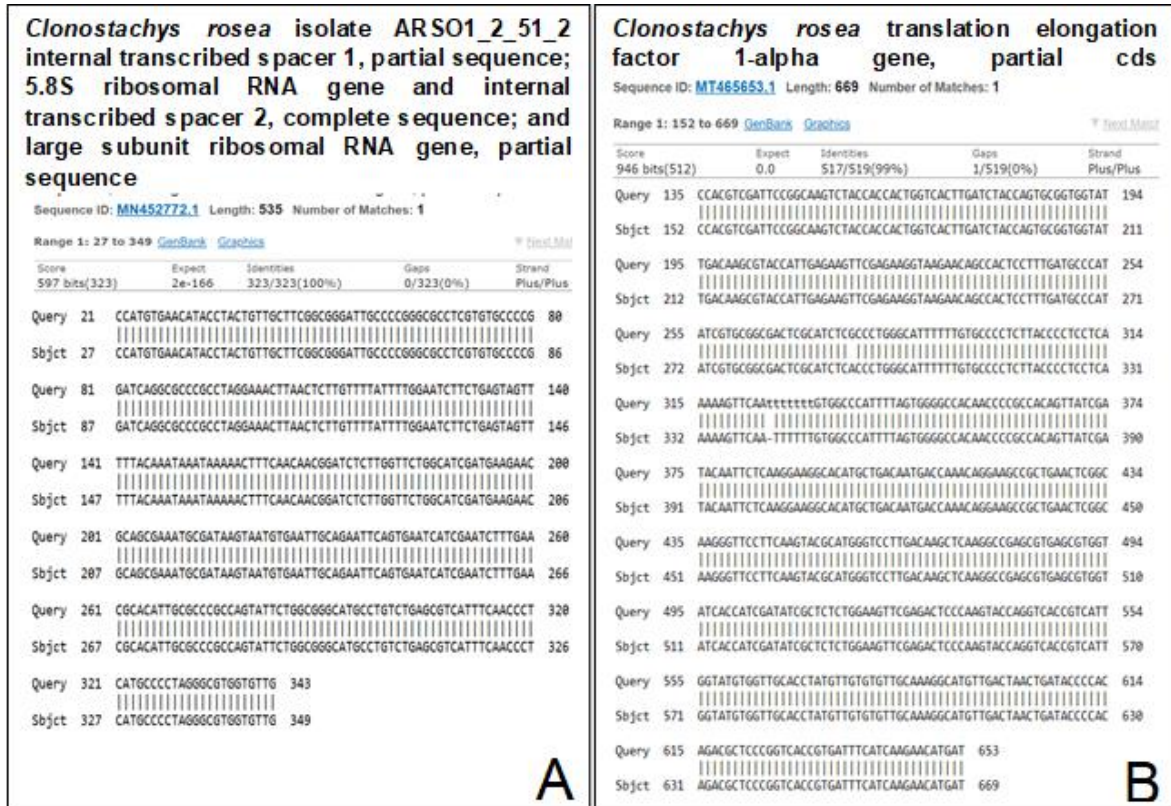 Clonostachys rosea isolate ARSO1_2_51_2
internal transcribed spacer 1, partial sequence;
5.8S ribosomal RNA gene and internal
transcribed spacer 2, complete sequence; and
large subunit ribosomal RNA gene, partial
sequence
Sequence ID: MN452772.1 Length: 535 Number of Matches: 1
Range 1: 27 to 349 GenBank Graphics Next Mat
Score Expect Identities Gaps Strand
597 bits(323) 2e-166 323/323(100%) 0/323(0%) Plus/Plus
Query 21 CCATGTGAACATACCTACTGTTGCTTCGGCGGGATTGCCCCGGGCGCCTCGTGTGCCCCG 80
Sbjct 27 CCATGTGAACATACCTACTGTTGCTTCGGCGGGATTGCCCCGGGCGCCTCGTGTGCCCCG 86
Query 81 GATCAGGCGCCCGCCTAGGAAACTTAACTCTTGTTTTATTTTGGAATCTTCTGAGTAGTT 140
Sbjct 87 GATCAGGCGCCCGCCTAGGAAACTTAACTCTTGTTTTATTTTGGAATCTTCTGAGTAGTT 146
Query 141 TTTACAAATAAATAAAAACTTTCAACAACGGATCTCTTGGTTCTGGCATCGATGAAGAAC 200
Sbjct 147 TTTACAAATAAATAAAAACTTTCAACAACGGATCTCTTGGTTCTGGCATCGATGAAGAAC 206
Query 201 GCAGCGAAATGCGATAAGTAATGTGAATTGCAGAATTCAGTGAATCATCGAATCTTTGAA 260
Sbjct 207 GCAGCGAAATGCGATAAGTAATGTGAATTGCAGAATTCAGTGAATCATCGAATCTTTGAA 266
Query 261 CGCACATTGCGCCCGCCAGTATTCTGGCGGGCATGCCTGTCTGAGCGTCATTTCAACCCT 320
Sbjct 267 CGCACATTGCGCCCGCCAGTATTCTGGCGGGCATGCCTGTCTGAGCGTCATTTCAACCCT 326
Query 321 CATGCCCCTAGGGCGTGGTGTTG 343
Sbjct 327 CATGCCCCTAGGGCGTGGTGTTG 349
A
Clonostachys rosea translation elongation
factor 1-alpha gene, partial cds
Sequence ID: MT465653.1 Length: 669 Number of Matches: 1
Range 1: 152 to 669 GenBank Graphics Next Matc
Score Expect Identities Gaps Strand
946 bits(512) 0.0 517/519(99%) 1/519(0%) Plus/Plus
Query 135 CCACGTCGATTCCGGCAAGTCTACCACCACTGGTCACTTGATCTACCAGTGCGGTGGTAT 194
Sbjct 152 CCACGTCGATTCCGGCAAGTCTACCACCACTGGTCACTTGATCTACCAGTGCGGTGGTAT 211
Query 195 TGACAAGCGTACCATTGAGAAGTTCGAGAAGGTAAGAACAGCCACTCCTTTGATGCCCAT 254
Sbjct 212 TGACAAGCGTACCATTGAGAAGTTCGAGAAGGTAAGAACAGCCACTCCTTTGATGCCCAT 271
Query 255 ATCGTGCGGCGACTCGCATCTCGCCCTGGGCATTTTTTGTGCCCCTCTTACCCCTCCTCA 314
Sbjct 272 ATCGTGCGGCGACTCGCATCTCACCCTGGGCATTTTTTGTGCCCCTCTTACCCCTCCTCA 331
Query 315 AAAAGTTCAAtttttttGTGGCCCATTTTAGTGGGGCCACAACCCCGCCACAGTTATCGA 374
Sbjct 332 AAAAGTTCAA-TTTTTTGTGGCCCATTTTAGTGGGGCCACAACCCCGCCACAGTTATCGA 390
Query 375 TACAATTCTCAAGGAAGGCACATGCTGACAATGACCAAACAGGAAGCCGCTGAACTCGGC 434
Sbjct 391 TACAATTCTCAAGGAAGGCACATGCTGACAATGACCAAACAGGAAGCCGCTGAACTCGGC 450
Query 435 AAGGGTTCCTTCAAGTACGCATGGGTCCTTGACAAGCTCAAGGCCGAGCGTGAGCGTGGT 494
Sbjct 451 AAGGGTTCCTTCAAGTACGCATGGGTCCTTGACAAGCTCAAGGCCGAGCGTGAGCGTGGT 510
Query 495 ATCACCATCGATATCGCTCTCTGGAAGTTCGAGACTCCCAAGTACCAGGTCACCGTCATT 554
Sbjct 511 ATCACCATCGATATCGCTCTCTGGAAGTTCGAGACTCCCAAGTACCAGGTCACCGTCATT 570
Query 555 GGTATGTGGTTGCACCTATGTTGTGTGTTGCAAAGGCATGTTGACTAACTGATACCCCAC 614
Sbjct 571 GGTATGTGGTTGCACCTATGTTGTGTGTTGCAAAGGCATGTTGACTAACTGATACCCCAC 630
Query 615 AGACGCTCCCGGTCACCGTGATTTCATCAAGAACATGAT 653
Sbjct 631 AGACGCTCCCGGTCACCGTGATTTCATCAAGAACATGAT 669
B